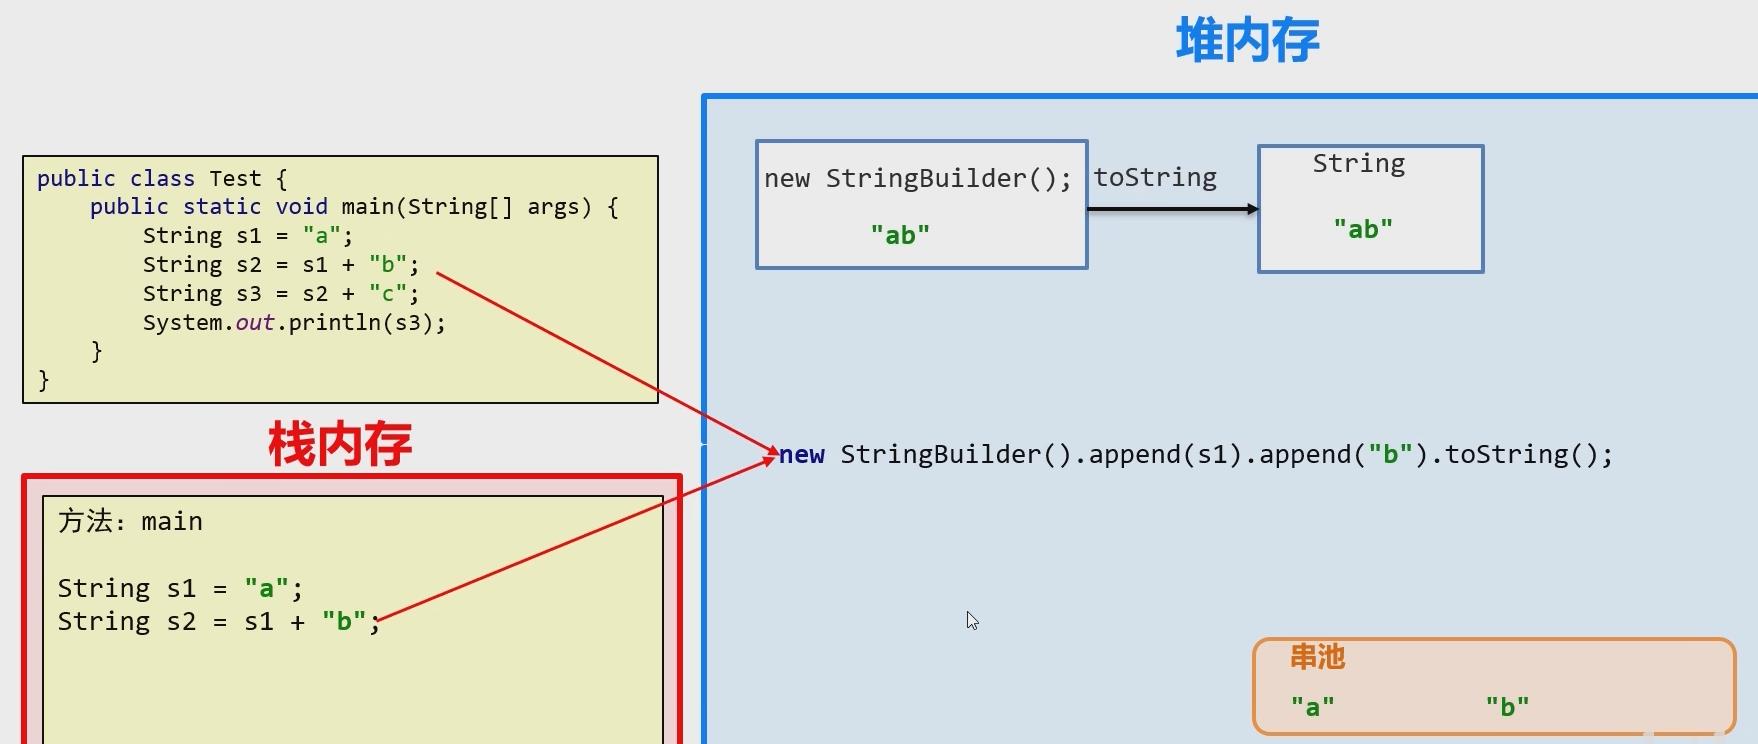 堆内存
public class Test {
public static void main(String[] args) {
String s1 = "a";
String s2 = s1 + "b";
String s3 = s2 + "c";
System.out.println(s3);
}
}
new StringBuilder();
"ab"
toString
String
"ab"
new StringBuilder().append(s1).append("b").toString();
栈内存
方法：main
String s1 = "a";
String s2 = s1 + "b";
串池
"a" "b"